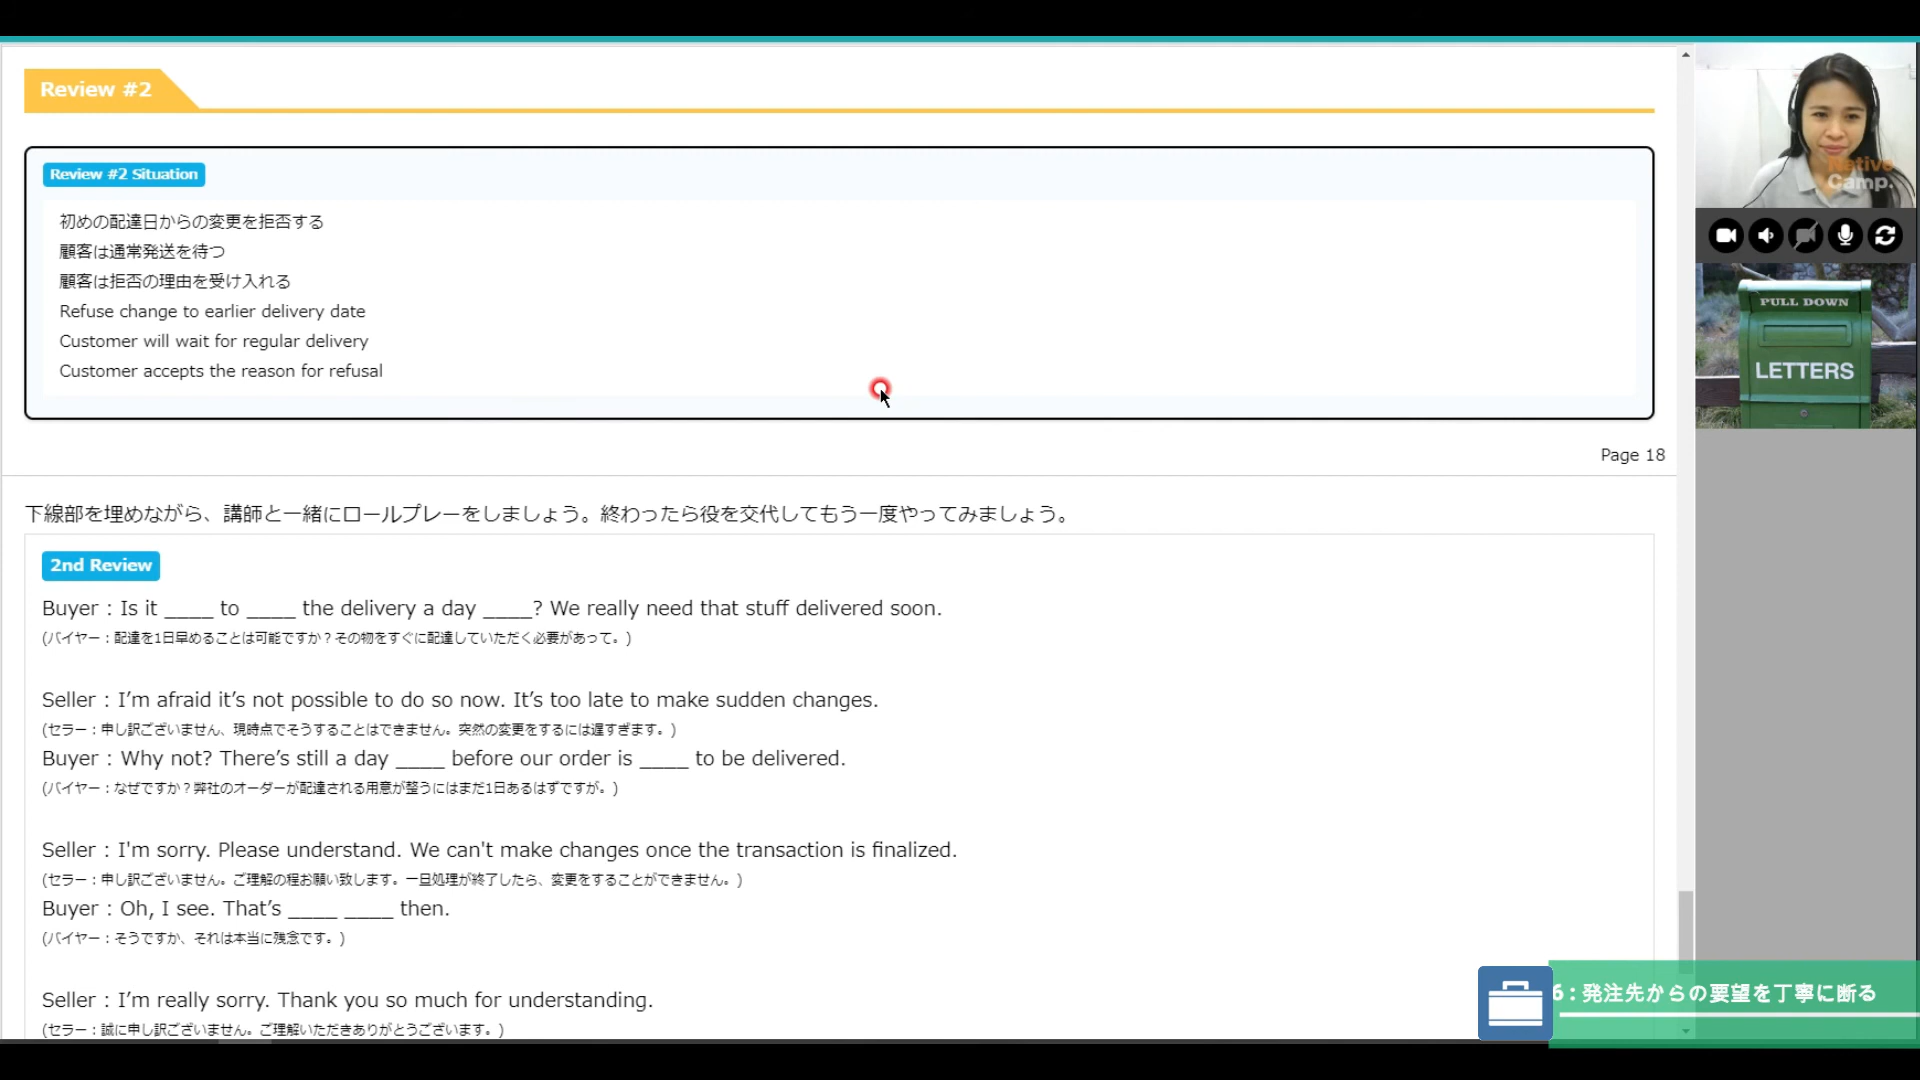 Review #2
Review #2 Situation
初めの配達日からの変更を拒否する
顧客は通常発送を待つ
顧客は拒否の理由を受け入れる
Refuse change to earlier delivery date
Customer will wait for regular delivery
Customer accepts the reason for refusal
Page 18
下線部を埋めながら、講師と一緒にロールプレーをしましょう。終わったら役を交代してもう一度やってみましょう。
2nd Review
Buyer : Is it ____ to ____ the delivery a day ____? We really need that stuff delivered soon.
(バイヤー：配達を1日早めることは可能ですか？その物をすぐに配達していただく必要があって。)
Seller : I’m afraid it’s not possible to do so now. It’s too late to make sudden changes.
(セラー：申し訳ございません、現時点でそうすることはできません。突然の変更をするには遅すぎます。)
Buyer : Why not? There’s still a day ____ before our order is ____ to be delivered.
(バイヤー：なぜですか？弊社のオーダーが配達される用意が整うにはまだ1日あるはずですが。)
Seller : I'm sorry. Please understand. We can't make changes once the transaction is finalized.
(セラー：申し訳ございません。ご理解の程お願い致します。一旦処理が終了したら、変更をすることができません。)
Buyer : Oh, I see. That’s ____ ____ then.
(バイヤー：そうですか、それは本当に残念です。)
Seller : I’m really sorry. Thank you so much for understanding.
(セラー：誠に申し訳ございません。ご理解いただきありがとうございます。)
Native
Camp.
PULL DOWN
LETTERS
6：発注先からの要望を丁寧に断る